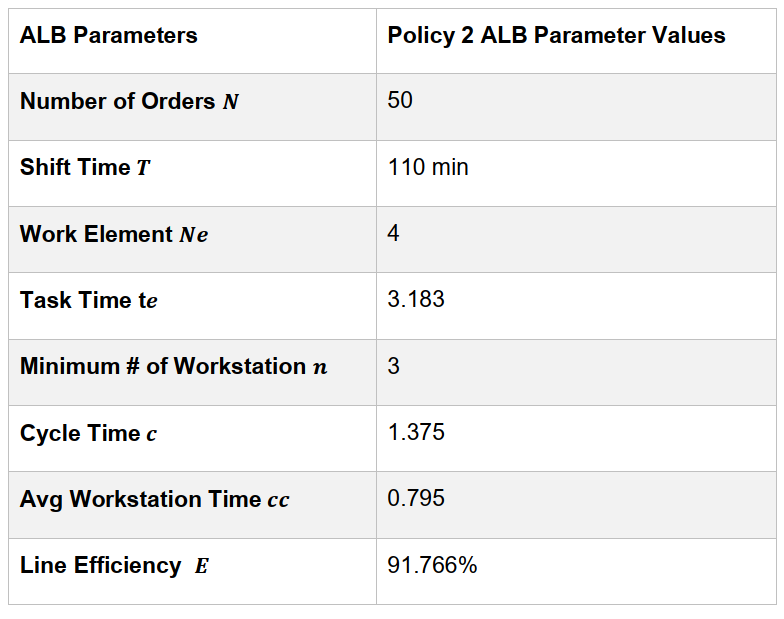 ALB Parameters
Policy 2 ALB Parameter Values
Number of Orders N
50
Shift Time T
110 min
Work Element Ne
4
Task Time te
3.183
Minimum # of Workstation n
3
Cycle Time c
1.375
Avg Workstation Time cc
0.795
Line Efficiency E
91.766%